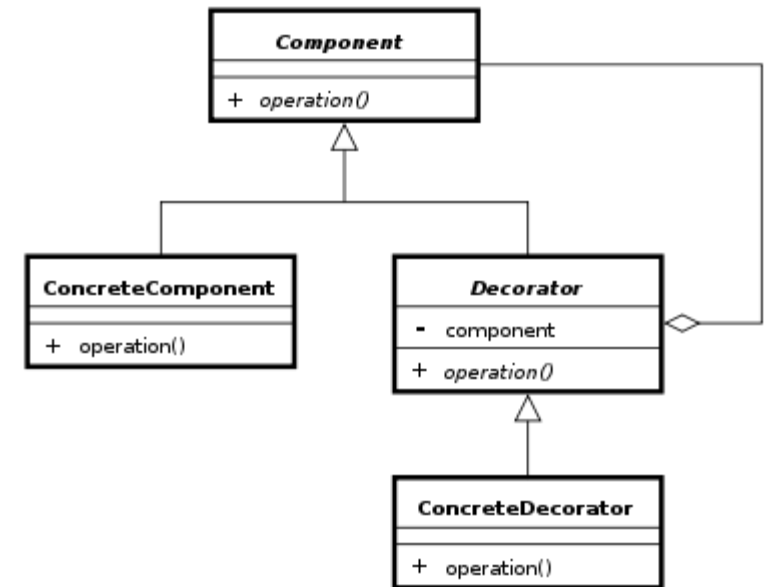 Component
+ operation()
ConcreteComponent
+ operation()
Decorator
- component
+ operation()
ConcreteDecorator
+ operation()